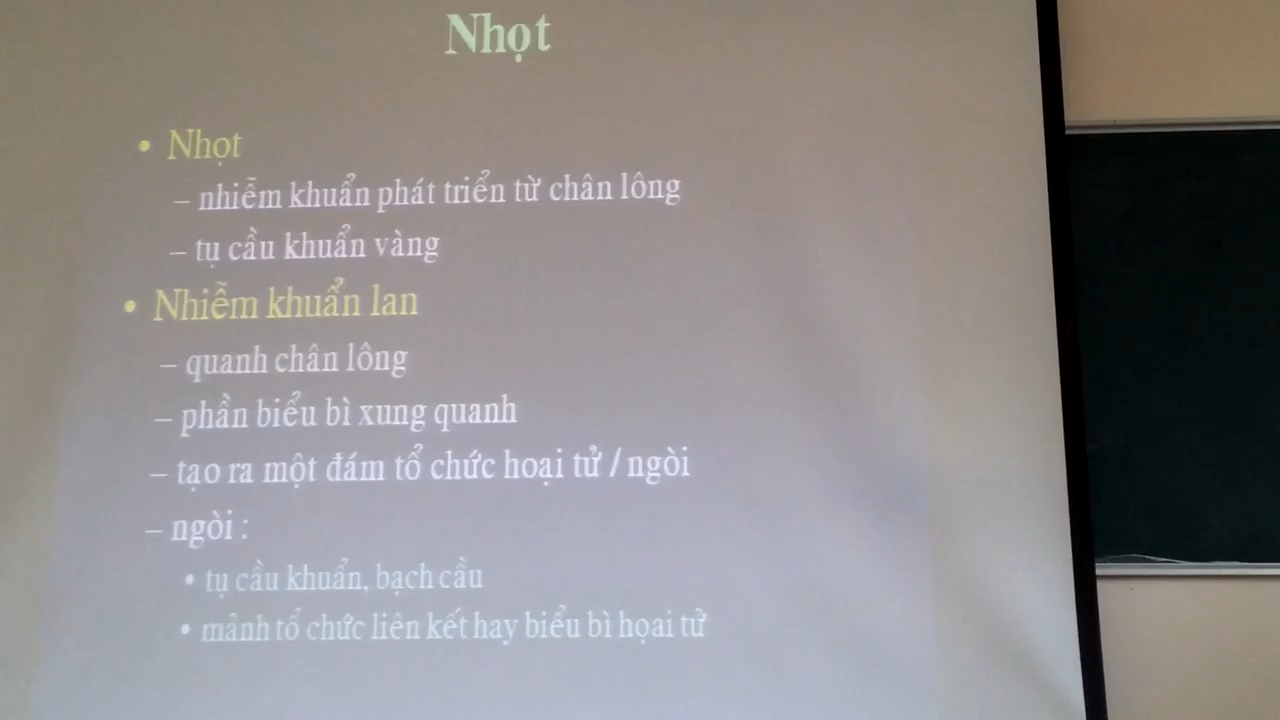 Nhọt
• Nhọt
– nhiễm khuẩn phát triển từ chân lông
– tụ cầu khuẩn vàng
• Nhiễm khuẩn lan
– quanh chân lông
– phần biểu bì xung quanh
– tạo ra một đám tổ chức hoại tử / ngòi
– ngòi :
• tụ cầu khuẩn, bạch cầu
• mảnh tổ chức liên kết hay biểu bì họai tử